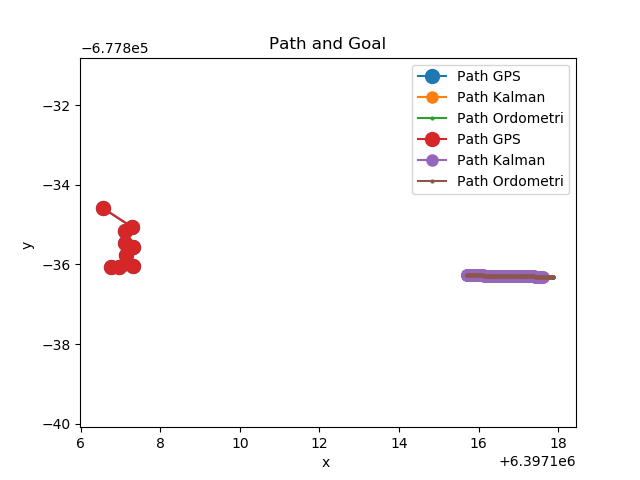 Path and Goal
−6.778e5
Path GPS
Path Kalman
Path Ordometri
Path GPS
Path Kalman
Path Ordometri
−32
−34
−36
−38
−40
y
6 8 10 12 14 16 18
x
+6.3971e6